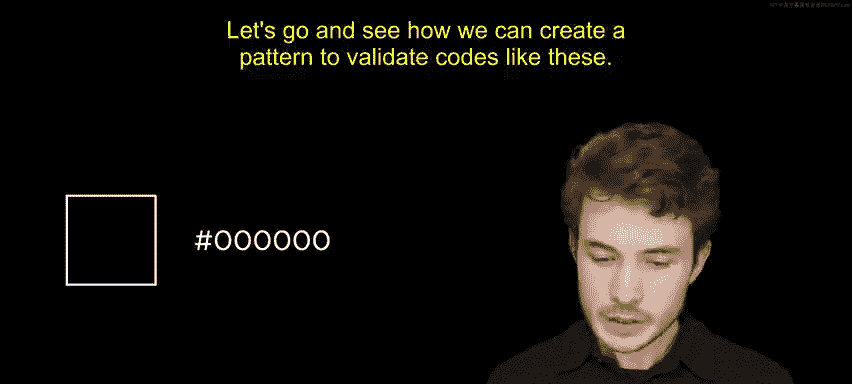 Let's go and see how we can create a
pattern to validate codes like these.
#000000